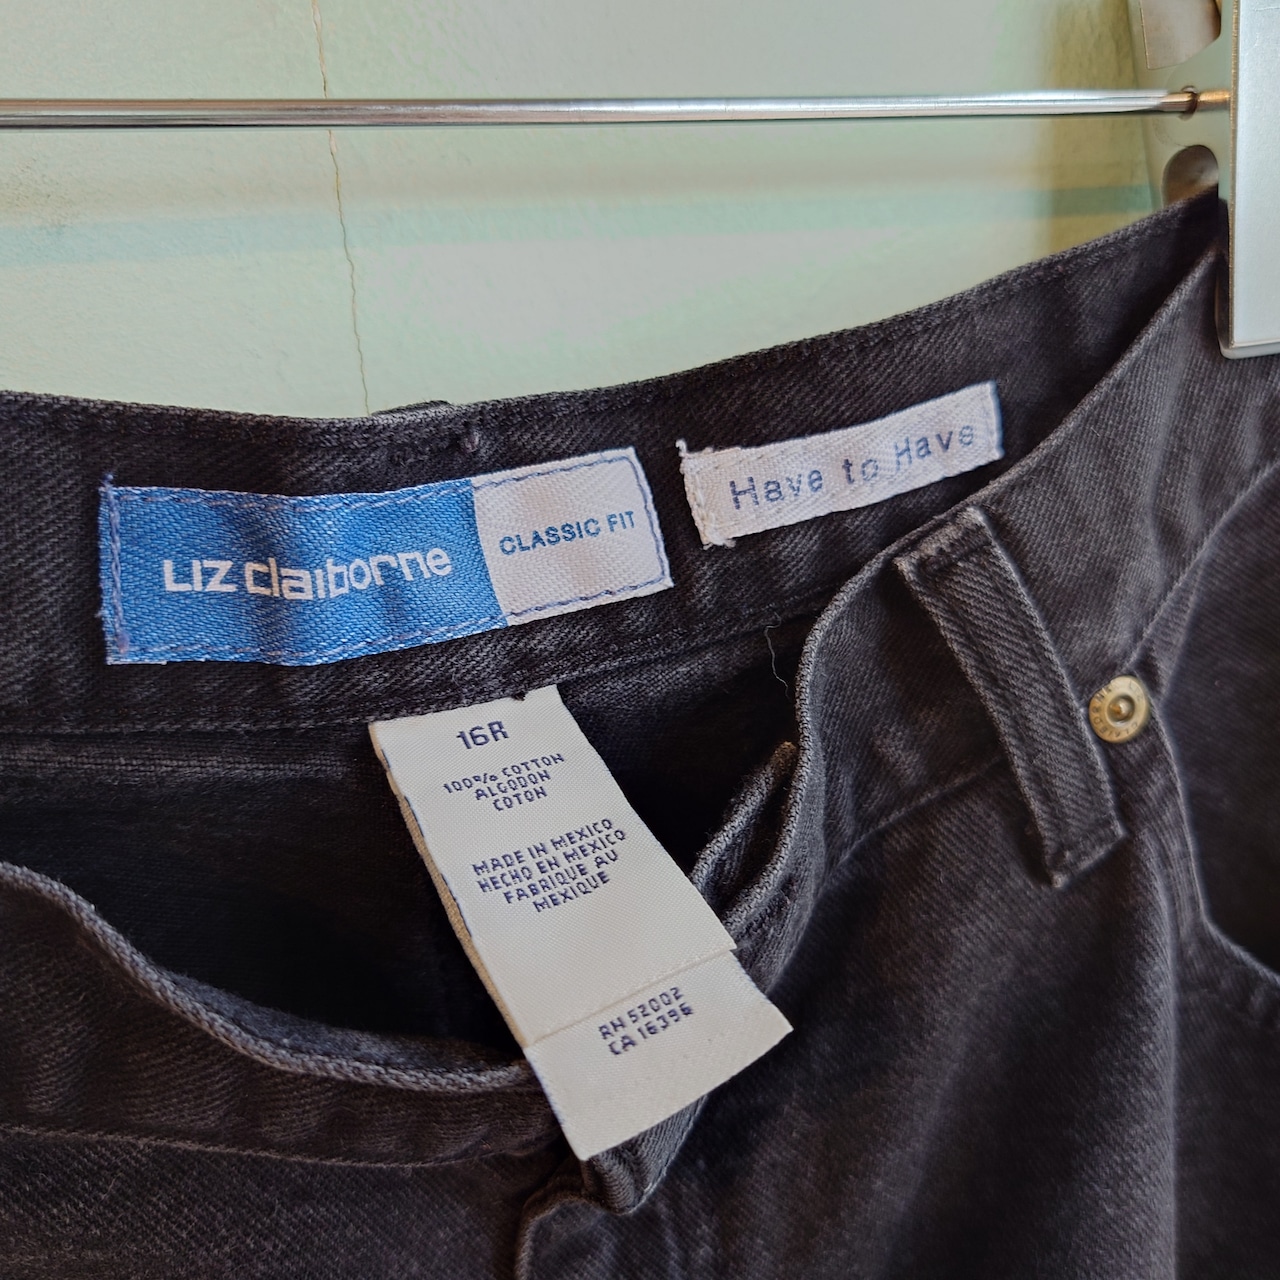 LIZ claiborne
CLASSIC FIT
Have to Have
16R
100% COTTON
ALGODON
COTON
MADE IN MEXICO
HECHO EN MEXICO
FABRIQUE AU
MEXIQUE
RN 52002
CA 16396